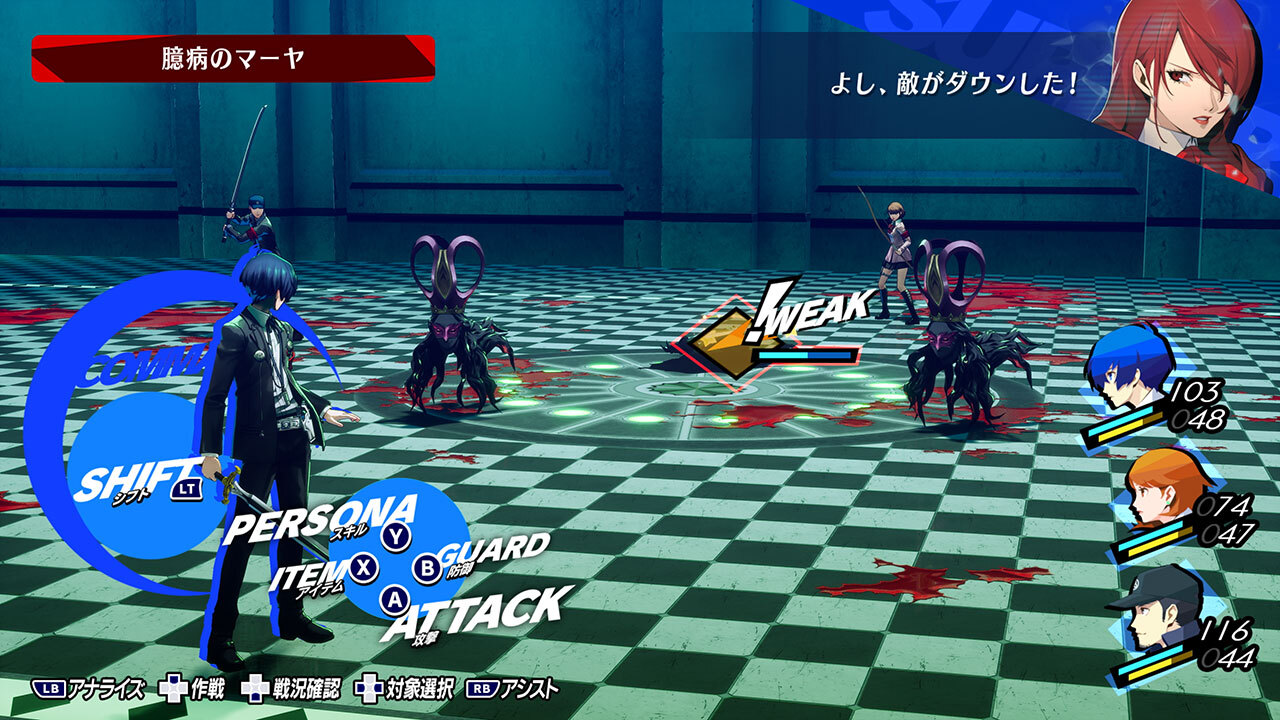 臆病のマーヤ
よし、敵がダウンした!
!WEAK
SHIFT
シフト
LT
PERSONA
スキル
Y
ITEM
アイテム
X
B
GUARD
防御
A
ATTACK
攻撃
103
048
074
047
116
044
LB アナライズ 作戦 戦況確認 対象選択 RB アシスト